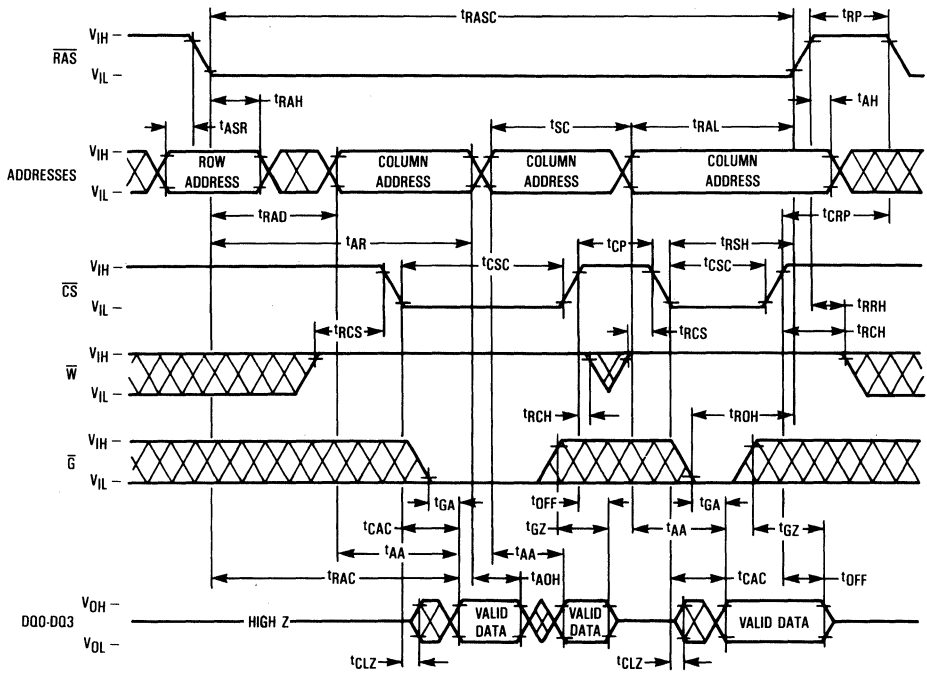 tRASC
tRP
VIH
RAS
VIL
tRAH
tASR
tSC
tRAL
tAH
VIH
ADDRESSES
VIL
ROW
ADDRESS
COLUMN
ADDRESS
COLUMN
ADDRESS
COLUMN
ADDRESS
tRAD
tCRP
tAR
tCP
tRSH
VIH
CS
VIL
tCSC
tCSC
tRRH
tRCS
tRCS
tRCH
VIH
W
VIL
tRCH
tROH
VIH
G
VIL
tGA
tOFF
tGA
tCAC
tGZ
tAA
tGZ
tAA
tAA
tRAC
tAOH
tCAC
tOFF
VOH
DQ0-DQ3
VOL
HIGH Z
VALID
DATA
VALID
DATA
VALID DATA
tCLZ
tCLZ